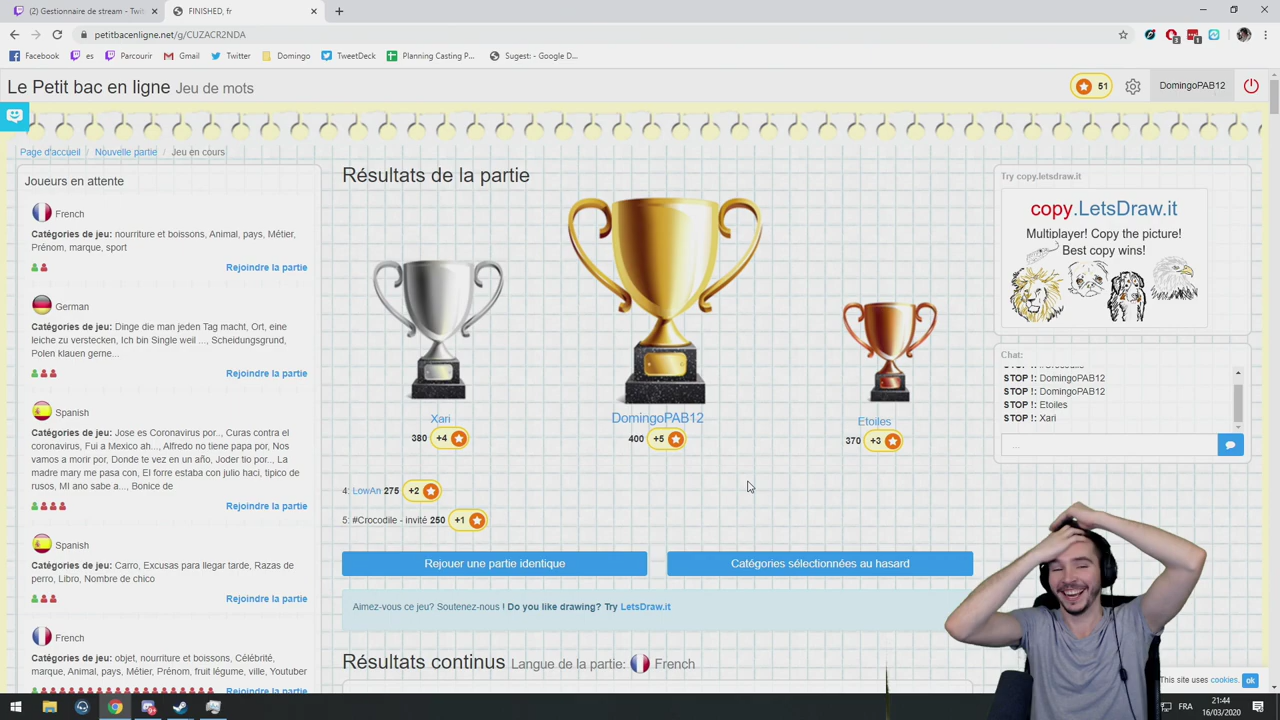 (2) Gestionnaire de stream - Twit
FINISHED, fr
petitbacenligne.net/g/CUZACR2NDA
Facebook
es
Parcourir
Gmail
Twitter
Domingo
TweetDeck
Planning Casting P...
Sugest: - Google D...
Le Petit bac en ligne Jeu de mots
51
DomingoPAB12
Page d'accueil / Nouvelle partie / Jeu en cours
Joueurs en attente
French
Catégories de jeu: nourriture et boissons, Animal, pays, Métier,
Prénom, marque, sport
Rejoindre la partie
German
Catégories de jeu: Dinge die man jeden Tag macht, Ort, eine
leiche zu verstecken, Ich bin Single weil ..., Scheidungsgrund,
Polen klauen gerne...
Rejoindre la partie
Spanish
Catégories de jeu: Jose es Coronavirus por.., Curas contra el
coronavirus, Fui a Mexico ah..., Alfredo no tiene papa por, Nos
vamos a morir por, Donde te vez en un año, Joder tio por.., La
madre mary me pasa con, El forre estaba con julio haci, tipico de
rusos, MI ano sabe a..., Bonice de
Rejoindre la partie
Spanish
Catégories de jeu: Carro, Excusas para llegar tarde, Razas de
perro, Libro, Nombre de chico
Rejoindre la partie
French
Catégories de jeu: objet, nourriture et boissons, Célébrité,
marque, Animal, pays, Métier, Prénom, fruit légume, ville, Youtuber
Rejoindre la partie
Résultats de la partie
Xari
380 +4
DomingoPAB12
400 +5
Etoiles
370 +3
4: LowAn 275 +2
5: #Crocodile - invité 250 +1
Rejouer une partie identique
Catégories sélectionnées au hasard
Aimez-vous ce jeu? Soutenez-nous ! Do you like drawing? Try LetsDraw.it
Résultats continus Langue de la partie: French
Try copy.letsdraw.it
copy.LetsDraw.it
Multiplayer! Copy the picture!
Best copy wins!
Chat:
STOP !: DomingoPAB12
STOP !: DomingoPAB12
STOP !: Etoiles
STOP !: Xari
This site uses cookies. ok
FRA
21:44
16/03/2020